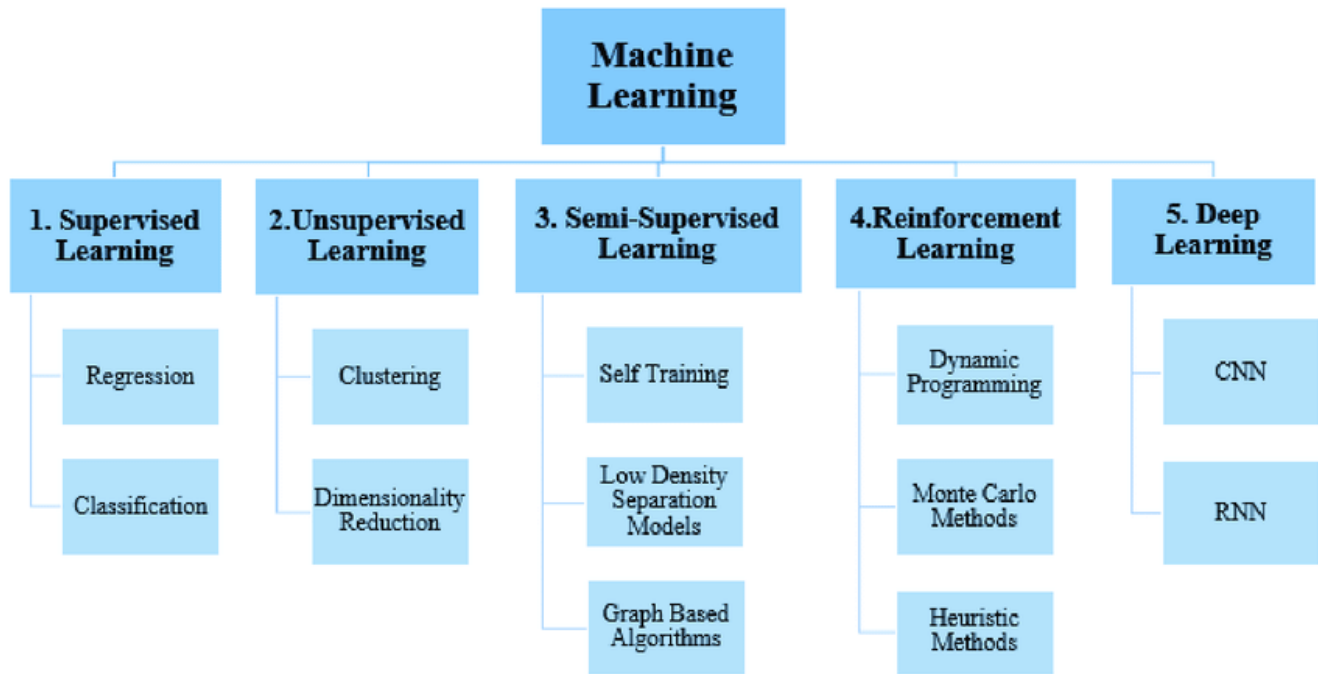 Machine
Learning
1. Supervised
Learning
Regression
Classification
2.Unsupervised
Learning
Clustering
Dimensionality
Reduction
3. Semi-Supervised
Learning
Self Training
Low Density
Separation
Models
Graph Based
Algorithms
4.Reinforcement
Learning
Dynamic
Programming
Monte Carlo
Methods
Heuristic
Methods
5. Deep
Learning
CNN
RNN